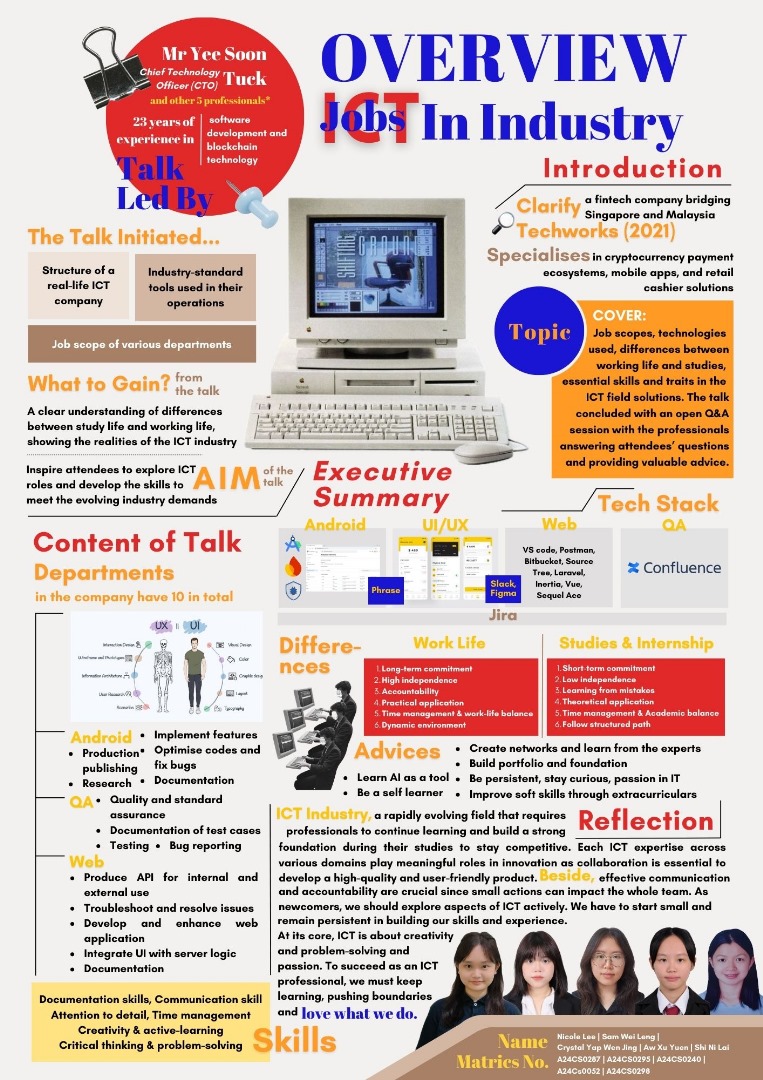 Mr Yee Soon
Tuck
Chief Technology
Officer (CTO)
and other 5 professionals*
23 years of
experience in
software
development and
blockchain
technology
Talk
Led By
OVERVIEW
ICT
Jobs In Industry
Introduction
Clarify
Techworks (2021)
a fintech company bridging
Singapore and Malaysia
Specialises in cryptocurrency payment
ecosystems, mobile apps, and retail
cashier solutions
The Talk Initiated...
Structure of a
real-life ICT
company
Industry-standard
tools used in their
operations
Job scope of various departments
SHIFTING
GROUND
Topic
COVER:
Job scopes, technologies
used, differences between
working life and studies,
essential skills and traits in the
ICT field solutions. The talk
concluded with an open Q&A
session with the professionals
answering attendees’ questions
and providing valuable advice.
What to Gain? from
the talk
A clear understanding of differences
between study life and working life,
showing the realities of the ICT industry
Inspire attendees to explore ICT
roles and develop the skills to
meet the evolving industry demands
AIM of the
talk
Executive
Summary
Tech Stack
Android
UI/UX
Web
QA
Phrase
Slack,
Figma
VS code, Postman,
Bitbucket, Source
Tree, Laravel,
Inertia, Vue,
Sequel Ace
Confluence
Jira
Content of Talk
Departments
in the company have 10 in total
UX
UI
Interaction Design
Wireframes and Prototypes
Information Architecture
User Research
Scenarios
Visual Design
Color
Graphic design
Layout
Typography
Android
Production
publishing
Research
Implement features
Optimise codes and
fix bugs
Documentation
QA
Quality and standard
assurance
Documentation of test cases
Testing • Bug reporting
Web
Produce API for internal and
external use
Troubleshoot and resolve issues
Develop and enhance web
application
Integrate UI with server logic
Documentation
Documentation skills, Communication skill
Attention to detail, Time management
Creativity & active-learning
Critical thinking & problem-solving
Skills
Differe-
nces
Work Life
1. Long-term commitment
2. High independence
3. Accountability
4. Practical application
5. Time management & work-life balance
6. Dynamic environment
Studies & Internship
1. Short-term commitment
2. Low independence
3. Learning from mistakes
4. Theoretical application
5. Time management & Academic balance
6. Follow structured path
Advices
Learn AI as a tool
Be a self learner
Create networks and learn from the experts
Build portfolio and foundation
Be persistent, stay curious, passion in IT
Improve soft skills through extracurriculars
Reflection
ICT Industry, a rapidly evolving field that requires
professionals to continue learning and build a strong
foundation during their studies to stay competitive. Each ICT expertise across
various domains play meaningful roles in innovation as collaboration is essential to
develop a high-quality and user-friendly product. Beside, effective communication
and accountability are crucial since small actions can impact the whole team. As
newcomers, we should explore aspects of ICT actively. We have to start small and
remain persistent in building our skills and experience.
At its core, ICT is about creativity
and problem-solving and
passion. To succeed as an ICT
professional, we must keep
learning, pushing boundaries
and love what we do.
Name
Matrics No.
Nicole Lee | Sam Wei Leng |
Crystal Yap Wen Jing | Aw Xu Yuen | Shi Ni Lai
A24CS0287 | A24CS0295 | A24CS0240 |
A24Cs0052 | A24CS0298